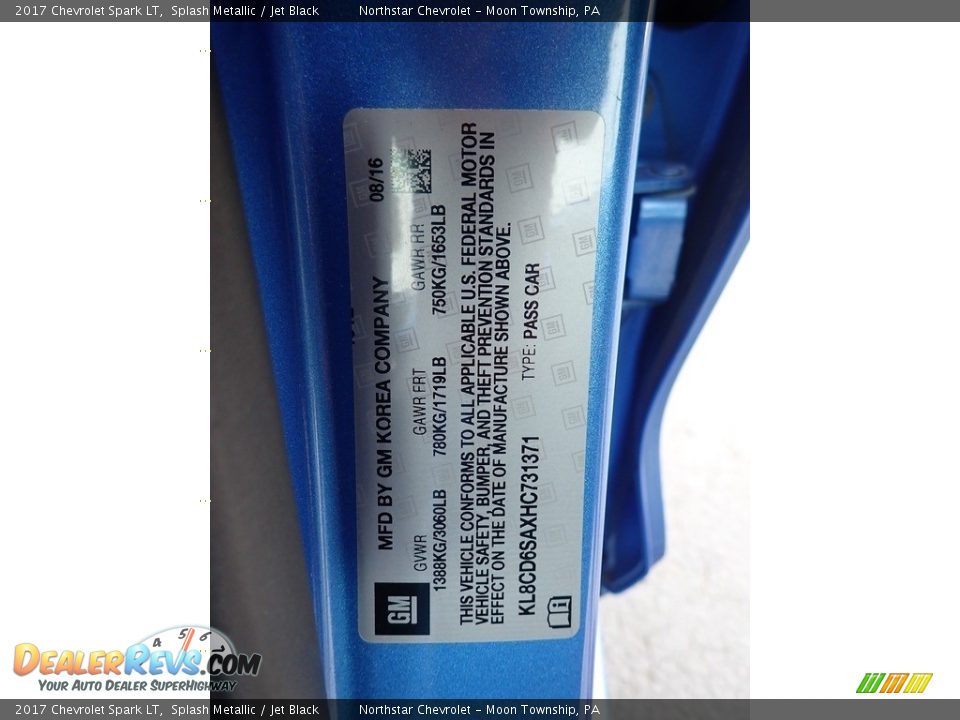 2017 Chevrolet Spark LT, Splash Metallic / Jet Black Northstar Chevrolet - Moon Township, PA
MFD BY GM KOREA COMPANY 08/16
GVWR GAWR FRT GAWR RR
1388KG/3060LB 780KG/1719LB 750KG/1653LB
THIS VEHICLE CONFORMS TO ALL APPLICABLE U.S. FEDERAL MOTOR
VEHICLE SAFETY, BUMPER, AND THEFT PREVENTION STANDARDS IN
EFFECT ON THE DATE OF MANUFACTURE SHOWN ABOVE.
KL8CD6SAXHC731371 TYPE: PASS CAR
GM
DEALERREVS.COM
YOUR AUTO DEALER SUPERHIGHWAY
4 5 6
2017 Chevrolet Spark LT, Splash Metallic / Jet Black Northstar Chevrolet - Moon Township, PA